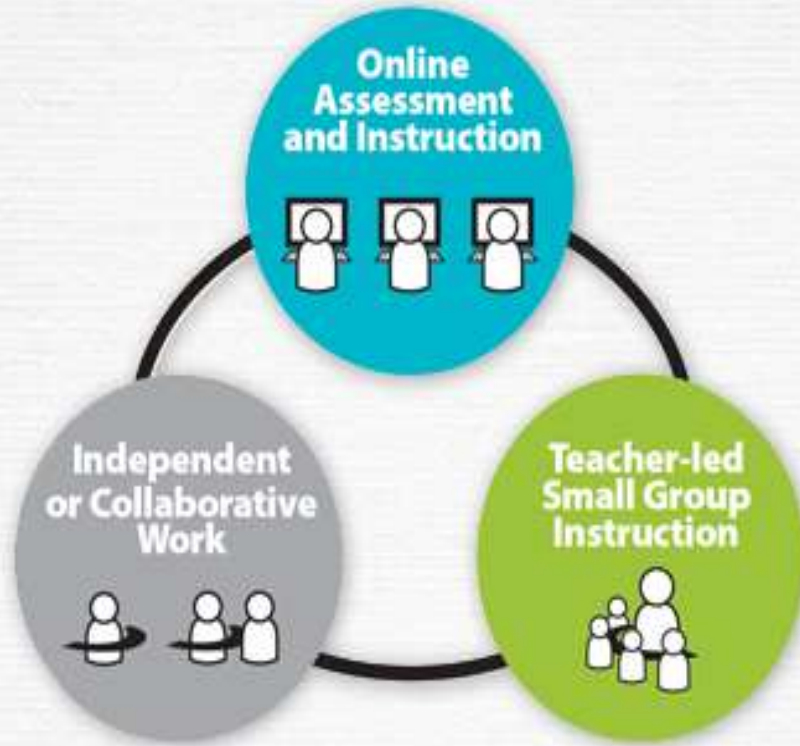 Online
Assessment
and Instruction
Independent
or Collaborative
Work
Teacher-led
Small Group
Instruction